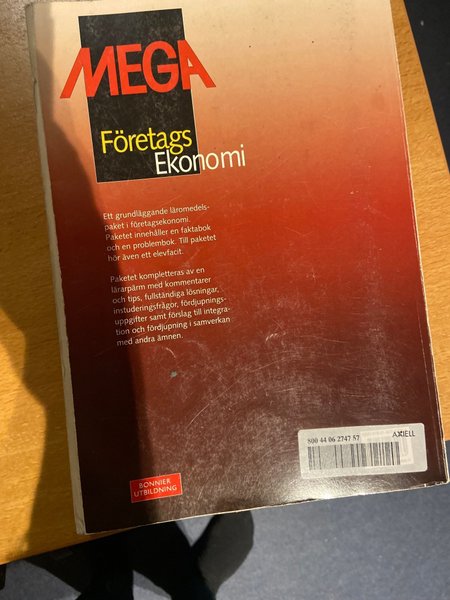 MEGA
Företags
Ekonomi
Ett grundläggande läromedels-
paket i företagsekonomi.
Paketet innehåller en faktabok
och en problembok. Till paketet
hör även ett elevfacit.
Paketet kompletteras av en
lärarpärm med kommentarer
och tips, fullständiga lösningar,
instuderingsfrågor, fördjupnings-
uppgifter samt förslag till integra-
tion och fördjupning i samverkan
med andra ämnen.
800 44 06 2747 57
AXIELL
BONNIER
UTBILDNING